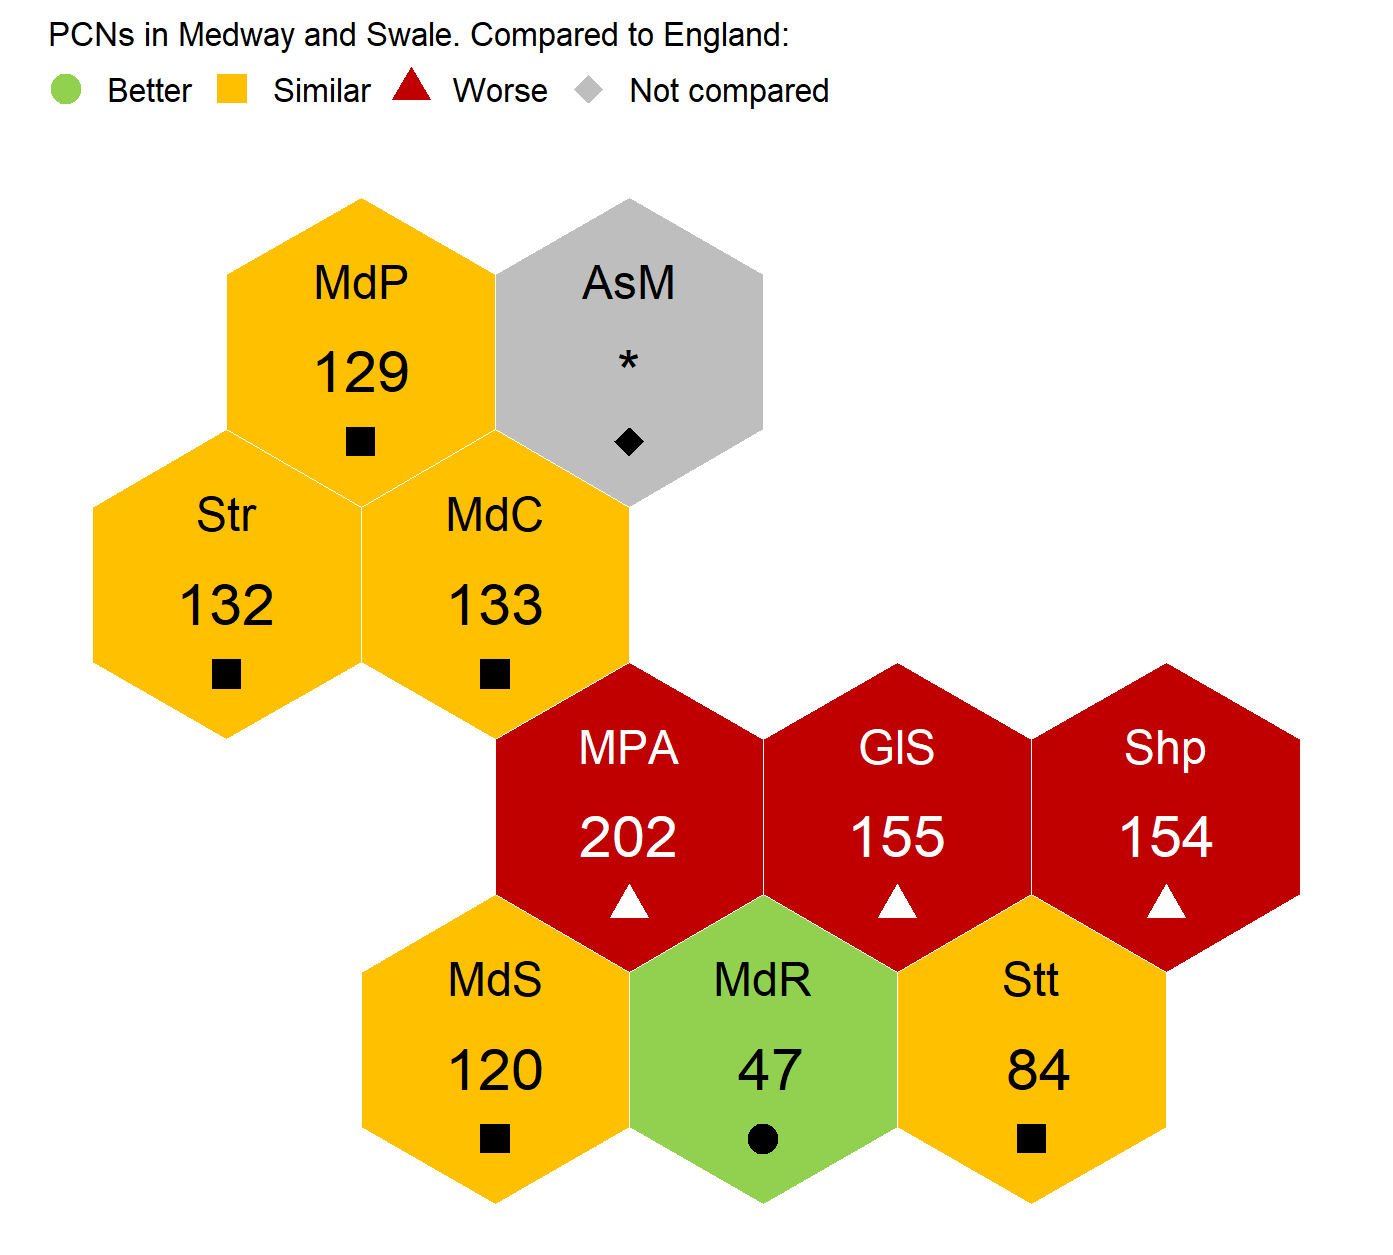 PCNs in Medway and Swale. Compared to England:
Better Similar Worse Not compared
MdP AsM
129 *
Str MdC
132 133
MPA GlS Shp
202 155 154
MdS MdR Stt
120 47 84